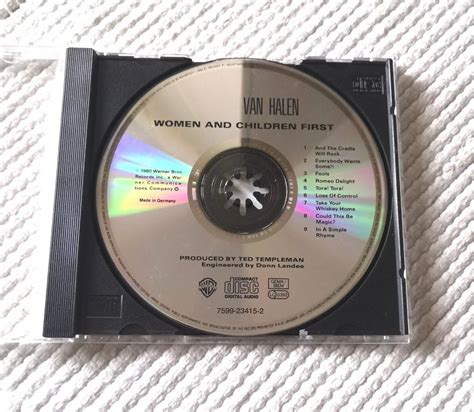 VAN HALEN
WOMEN AND CHILDREN FIRST
℗ 1980 Warner Bros.
Records Inc. a War-
ner Communica-
tions Company
Made in Germany
1 And The Cradle
Will Rock...
2 Everybody Wants
Some!!
3 Fools
4 Romeo Delight
5 Tora! Tora!
6 Loss Of Control
7 Take Your
Whiskey Home
8 Could This Be
Magic?
9 In A Simple
Rhyme
PRODUCED BY TED TEMPLEMAN
Engineered by Donn Landee
COMPACT
disc
DIGITAL AUDIO
GEMA
BIEM
7599-23415-2